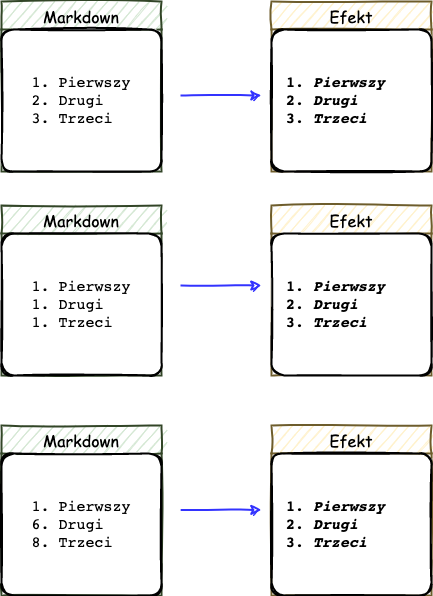 Markdown
Efekt
1. Pierwszy
2. Drugi
3. Trzeci
1. Pierwszy
2. Drugi
3. Trzeci
Markdown
Efekt
1. Pierwszy
1. Drugi
1. Trzeci
1. Pierwszy
2. Drugi
3. Trzeci
Markdown
Efekt
1. Pierwszy
6. Drugi
8. Trzeci
1. Pierwszy
2. Drugi
3. Trzeci